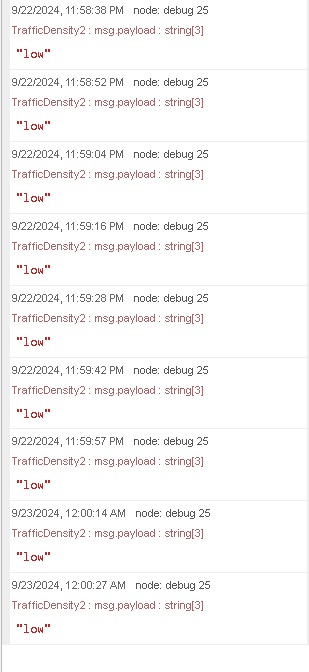 9/22/2024, 11:58:38 PM node: debug 25
TrafficDensity2 : msg.payload : string[3]
"low"
9/22/2024, 11:58:52 PM node: debug 25
TrafficDensity2 : msg.payload : string[3]
"low"
9/22/2024, 11:59:04 PM node: debug 25
TrafficDensity2 : msg.payload : string[3]
"low"
9/22/2024, 11:59:16 PM node: debug 25
TrafficDensity2 : msg.payload : string[3]
"low"
9/22/2024, 11:59:28 PM node: debug 25
TrafficDensity2 : msg.payload : string[3]
"low"
9/22/2024, 11:59:42 PM node: debug 25
TrafficDensity2 : msg.payload : string[3]
"low"
9/22/2024, 11:59:57 PM node: debug 25
TrafficDensity2 : msg.payload : string[3]
"low"
9/23/2024, 12:00:14 AM node: debug 25
TrafficDensity2 : msg.payload : string[3]
"low"
9/23/2024, 12:00:27 AM node: debug 25
TrafficDensity2 : msg.payload : string[3]
"low"